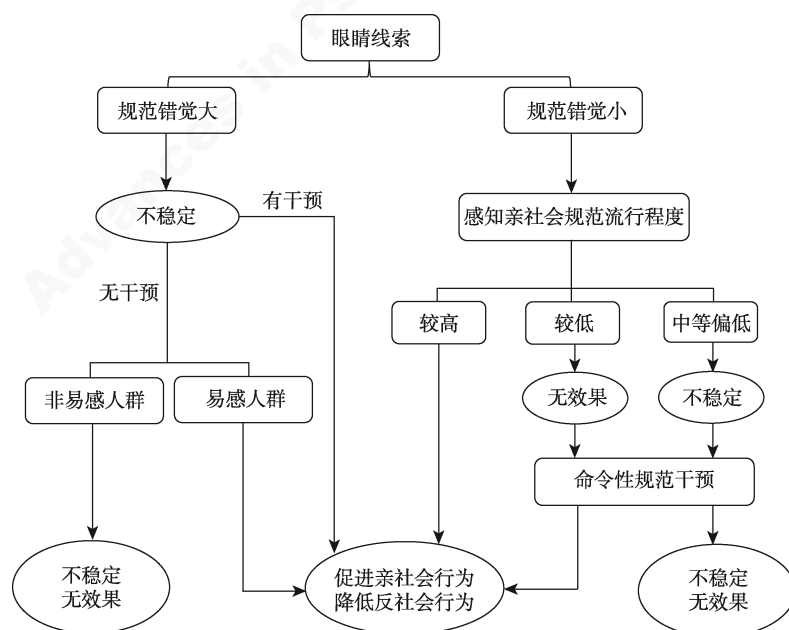 眼睛线索
规范错觉大
规范错觉小
不稳定
有干预
感知亲社会规范流行程度
无干预
较高
较低
中等偏低
非易感人群
易感人群
无效果
不稳定
命令性规范干预
不稳定
无效果
促进亲社会行为
降低反社会行为
不稳定
无效果
Advances in